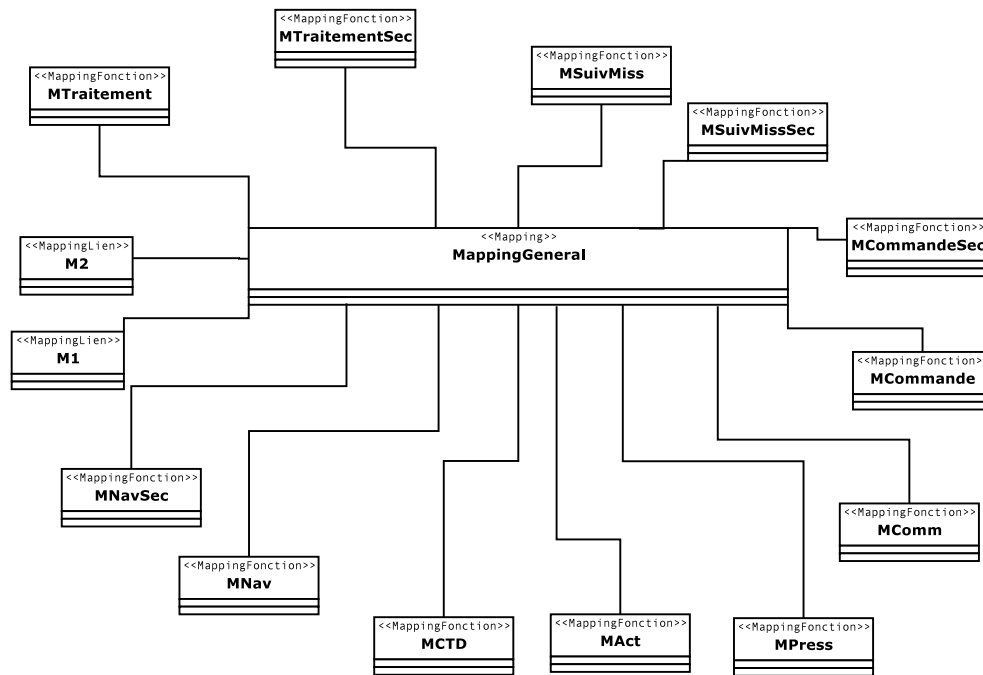 <<MappingFonction>>
MTraitementSec
<<MappingFonction>>
MSuivMiss
<<MappingFonction>>
MTraitement
<<MappingFonction>>
MSuivMissSec
<<Mapping>>
MappingGeneral
<<MappingFonction>>
MCommandeSec
<<MappingLien>>
M2
<<MappingLien>>
M1
<<MappingFonction>>
MCommande
<<MappingFonction>>
MNavSec
<<MappingFonction>>
MComm
<<MappingFonction>>
MNav
<<MappingFonction>>
MCTD
<<MappingFonction>>
MAct
<<MappingFonction>>
MPress